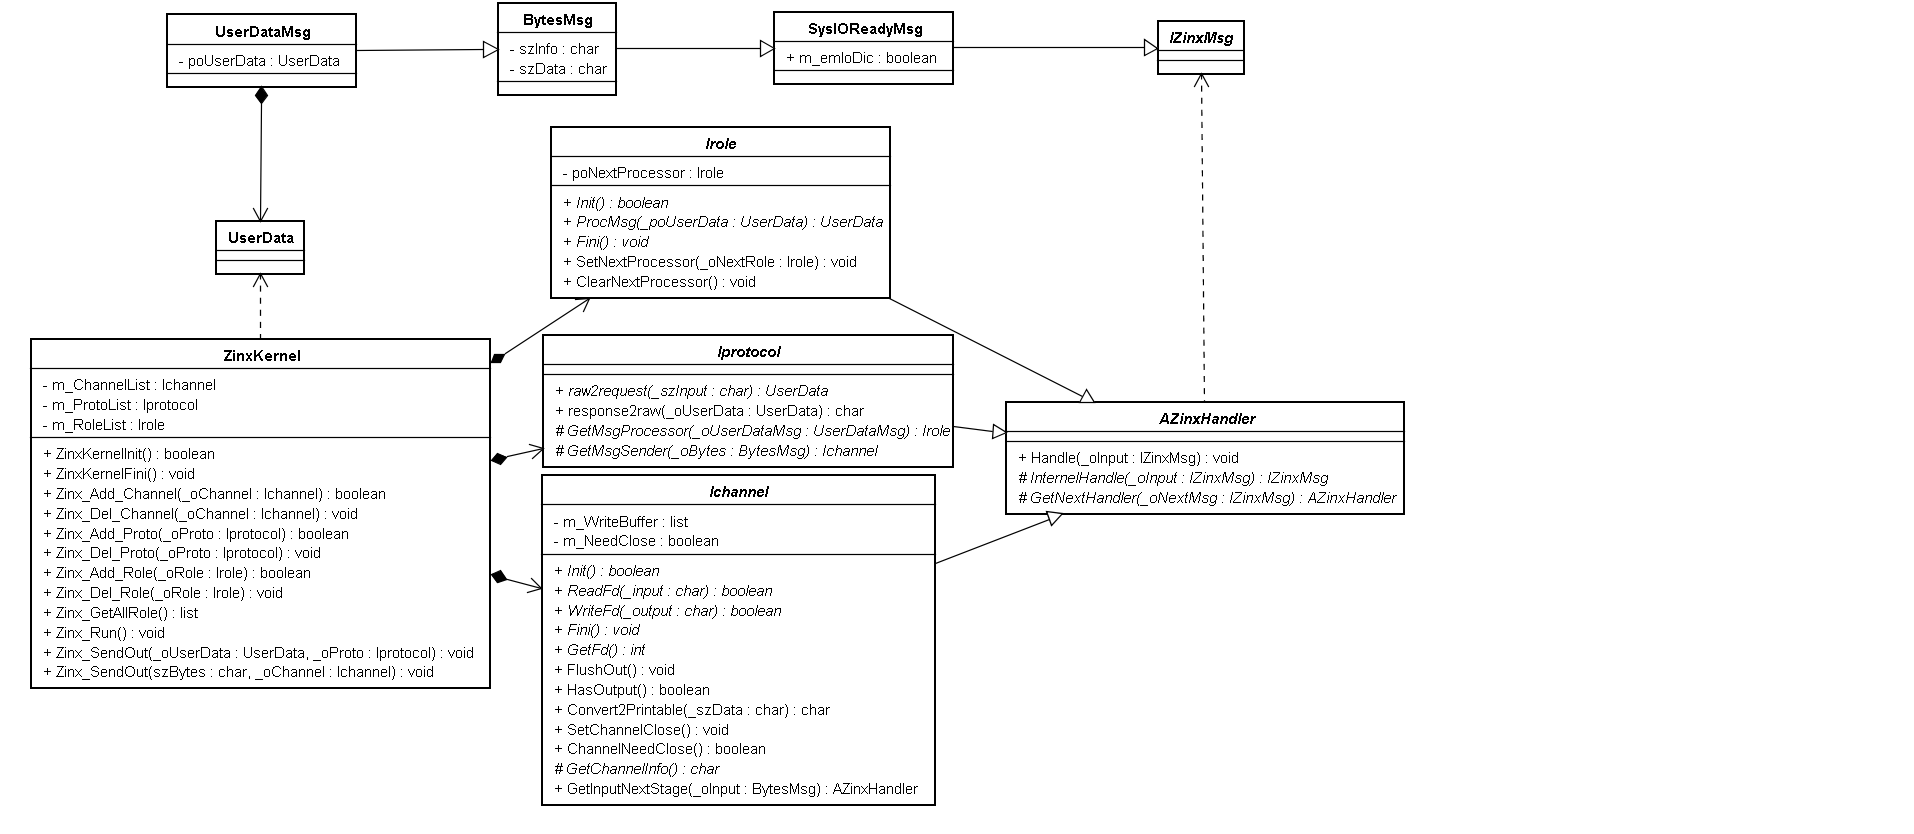 UserDataMsg
- poUserData : UserData
BytesMsg
- szInfo : char
- szData : char
SysIOReadyMsg
+ m_emIoDic : boolean
IZinxMsg
Irole
- poNextProcessor : Irole
+ Init() : boolean
+ ProcMsg(_poUserData : UserData) : UserData
+ Fini() : void
+ SetNextProcessor(_oNextRole : Irole) : void
+ ClearNextProcessor() : void
UserData
ZinxKernel
- m_ChannelList : Ichannel
- m_ProtoList : Iprotocol
- m_RoleList : Irole
+ ZinxKernelInit() : boolean
+ ZinxKernelFini() : void
+ Zinx_Add_Channel(_oChannel : Ichannel) : boolean
+ Zinx_Del_Channel(_oChannel : Ichannel) : void
+ Zinx_Add_Proto(_oProto : Iprotocol) : boolean
+ Zinx_Del_Proto(_oProto : Iprotocol) : void
+ Zinx_Add_Role(_oRole : Irole) : boolean
+ Zinx_Del_Role(_oRole : Irole) : void
+ Zinx_GetAllRole() : list
+ Zinx_Run() : void
+ Zinx_SendOut(_oUserData : UserData, _oProto : Iprotocol) : void
+ Zinx_SendOut(szBytes : char, _oChannel : Ichannel) : void
Iprotocol
+ raw2request(_szInput : char) : UserData
+ response2raw(_oUserData : UserData) : char
# GetMsgProcessor(_oUserDataMsg : UserDataMsg) : Irole
# GetMsgSender(_oBytes : BytesMsg) : Ichannel
AZinxHandler
+ Handle(_oInput : IZinxMsg) : void
# InternelHandle(_oInput : IZinxMsg) : IZinxMsg
# GetNextHandler(_oNextMsg : IZinxMsg) : AZinxHandler
Ichannel
- m_WriteBuffer : list
- m_NeedClose : boolean
+ Init() : boolean
+ ReadFd(_input : char) : boolean
+ WriteFd(_output : char) : boolean
+ Fini() : void
+ GetFd() : int
+ FlushOut() : void
+ HasOutput() : boolean
+ Convert2Printable(_szData : char) : char
+ SetChannelClose() : void
+ ChannelNeedClose() : boolean
# GetChannelInfo() : char
+ GetInputNextStage(_oInput : BytesMsg) : AZinxHandler